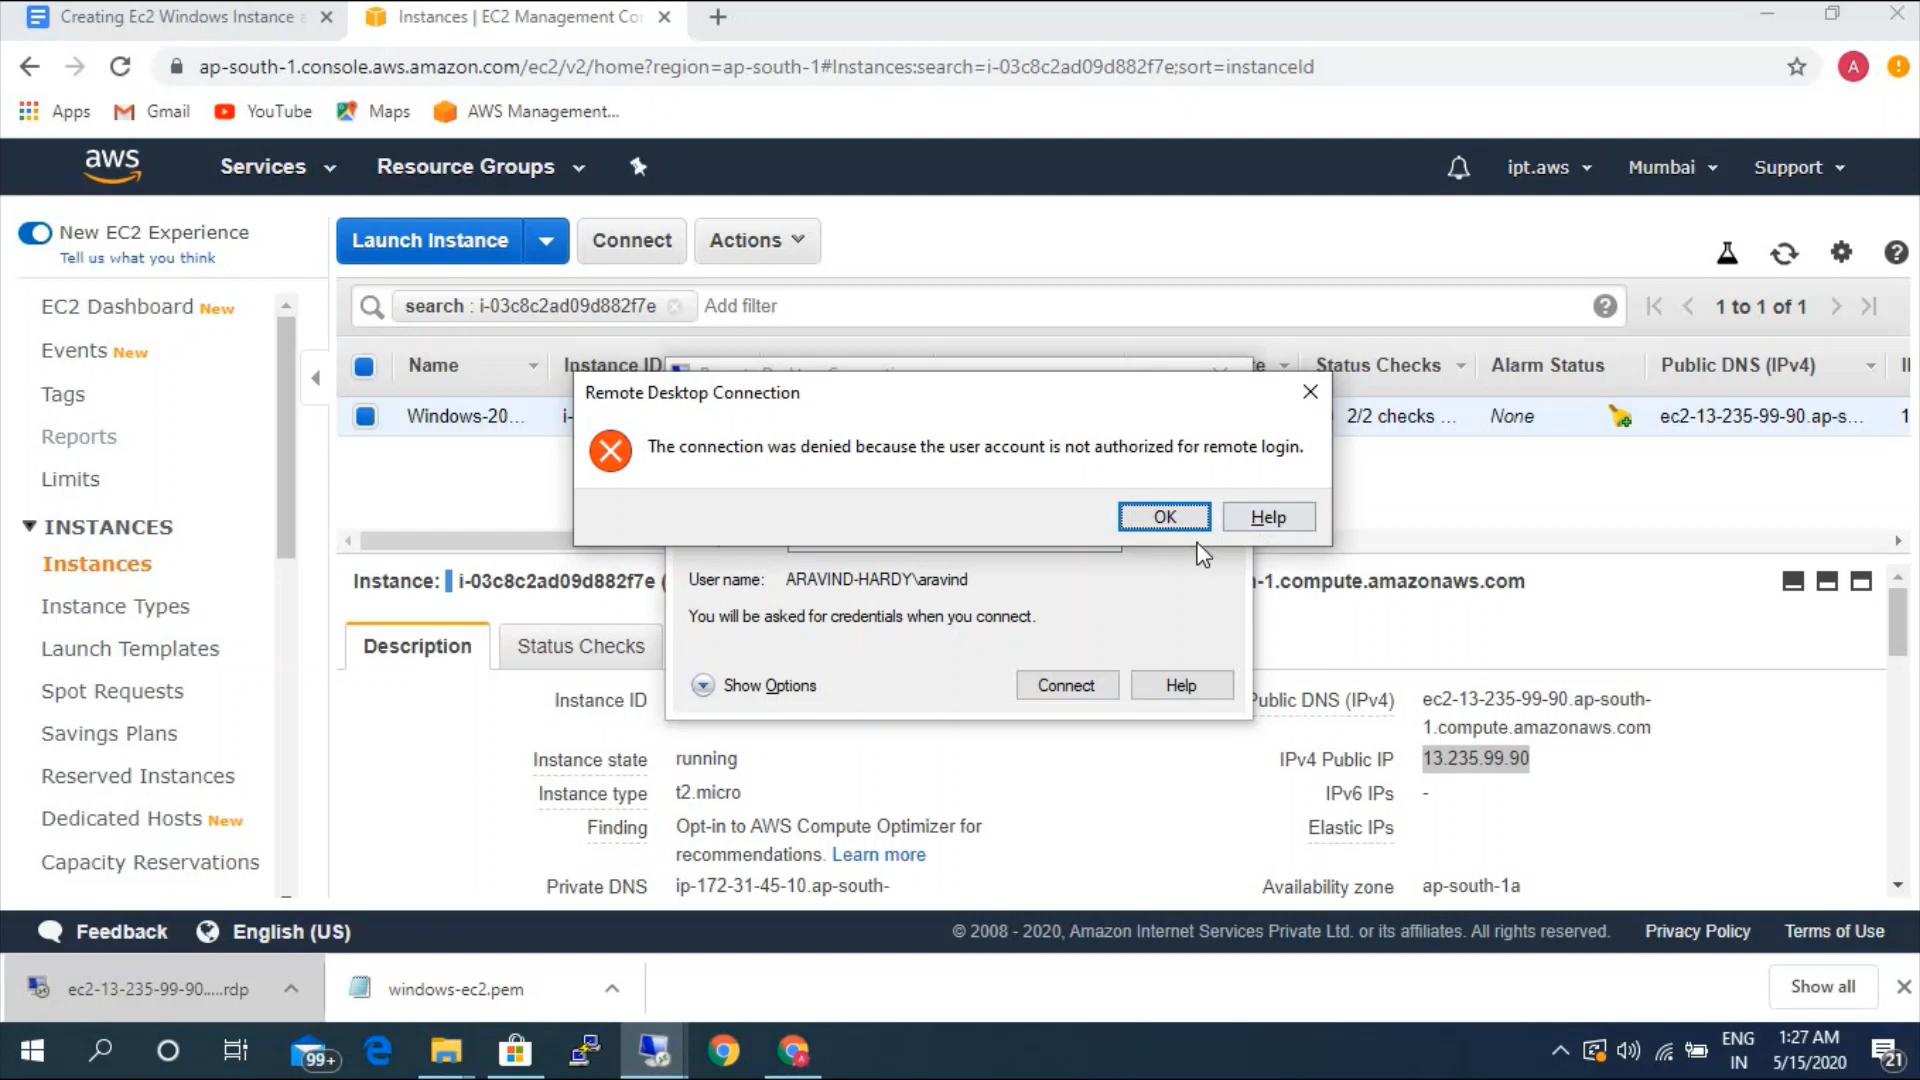 Creating Ec2 Windows Instance
Instances | EC2 Management Co
ap-south-1.console.aws.amazon.com/ec2/v2/home?region=ap-south-1#Instances:search=i-03c8c2ad09d882f7e;sort=instanceId
A
Apps
Gmail
YouTube
Maps
AWS Management...
aws
Services
Resource Groups
ipt.aws
Mumbai
Support
New EC2 Experience
Tell us what you think
Launch Instance
Connect
Actions
EC2 Dashboard New
Events New
Tags
Reports
Limits
INSTANCES
Instances
Instance Types
Launch Templates
Spot Requests
Savings Plans
Reserved Instances
Dedicated Hosts New
Capacity Reservations
search : i-03c8c2ad09d882f7e
Add filter
1 to 1 of 1
Name
Instance ID
Status Checks
Alarm Status
Public DNS (IPv4)
Windows-20...
i-
2/2 checks ...
None
ec2-13-235-99-90.ap-s...
1
Remote Desktop Connection
The connection was denied because the user account is not authorized for remote login.
OK
Help
User name: ARAVIND-HARDY\aravind
You will be asked for credentials when you connect.
Show Options
Connect
Help
Instance: i-03c8c2ad09d882f7e (
-1.compute.amazonaws.com
Description
Status Checks
Instance ID
Public DNS (IPv4)
ec2-13-235-99-90.ap-south-
1.compute.amazonaws.com
Instance state
running
IPv4 Public IP
13.235.99.90
Instance type
t2.micro
IPv6 IPs
-
Finding
Opt-in to AWS Compute Optimizer for
recommendations. Learn more
Elastic IPs
Private DNS
ip-172-31-45-10.ap-south-
Availability zone
ap-south-1a
Feedback
English (US)
© 2008 - 2020, Amazon Internet Services Private Ltd. or its affiliates. All rights reserved.
Privacy Policy
Terms of Use
ec2-13-235-99-90.....rdp
windows-ec2.pem
Show all
99+
ENG
IN
1:27 AM
5/15/2020
21